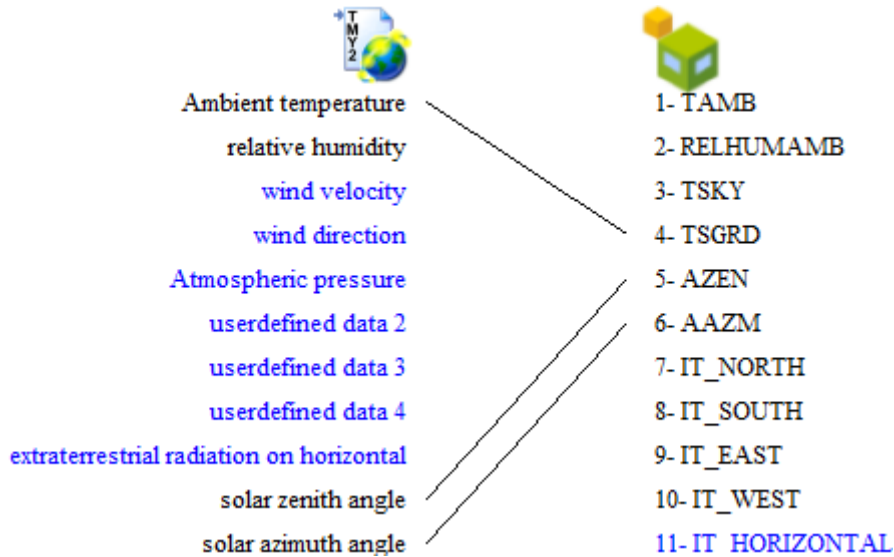 TMY2
Ambient temperature
relative humidity
wind velocity
wind direction
Atmospheric pressure
userdefined data 2
userdefined data 3
userdefined data 4
extraterrestrial radiation on horizontal
solar zenith angle
solar azimuth angle
1- TAMB
2- RELHUMAMB
3- TSKY
4- TSGRD
5- AZEN
6- AAZM
7- IT_NORTH
8- IT_SOUTH
9- IT_EAST
10- IT_WEST
11- IT_HORIZONTAL